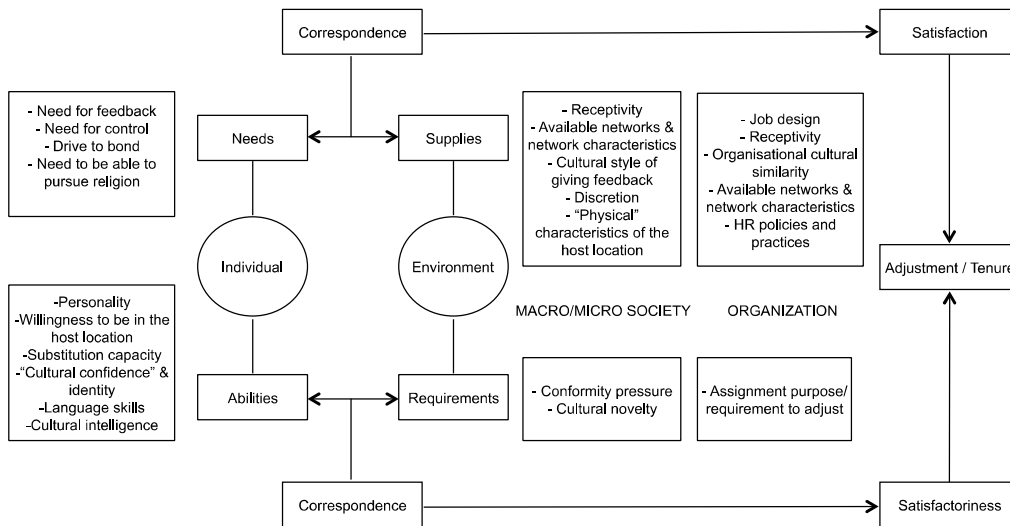 Correspondence
Satisfaction
- Need for feedback
- Need for control
- Drive to bond
- Need to be able to
pursue religion
Needs
Supplies
- Receptivity
- Available networks &
network characteristics
- Cultural style of
giving feedback
- Discretion
- “Physical”
characteristics of the
host location
- Job design
- Receptivity
- Organisational cultural
similarity
- Available networks &
network characteristics
- HR policies and
practices
Individual
Environment
Adjustment / Tenure
MACRO/MICRO SOCIETY
ORGANIZATION
-Personality
-Willingness to be in the
host location
-Substitution capacity
-“Cultural confidence” &
identity
-Language skills
-Cultural intelligence
Abilities
Requirements
- Conformity pressure
- Cultural novelty
- Assignment purpose/
requirement to adjust
Correspondence
Satisfactoriness